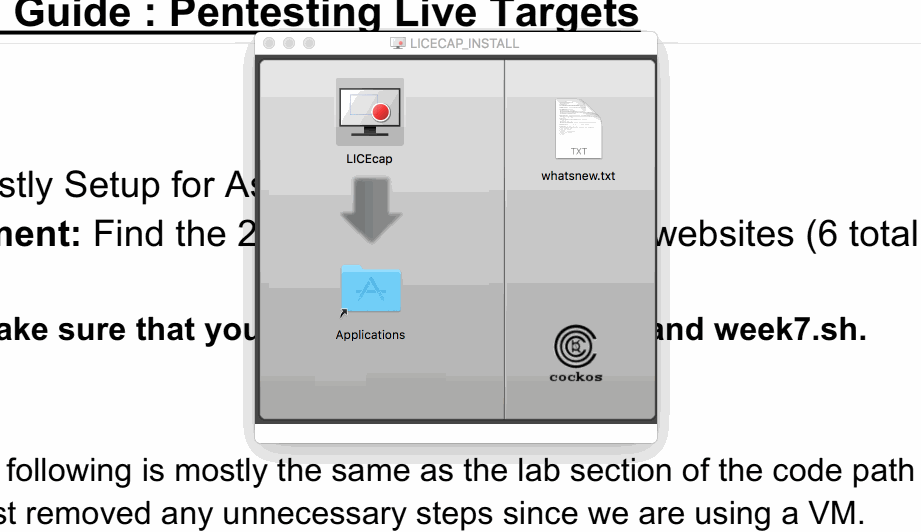 Guide : Pentesting Live Targets
LICECAP_INSTALL
LICEcap
TXT
whatsnew.txt
Applications
cockos
stly Setup for As
ment: Find the 2
websites (6 total
ake sure that you
and week7.sh.
following is mostly the same as the lab section of the code path
st removed any unnecessary steps since we are using a VM.